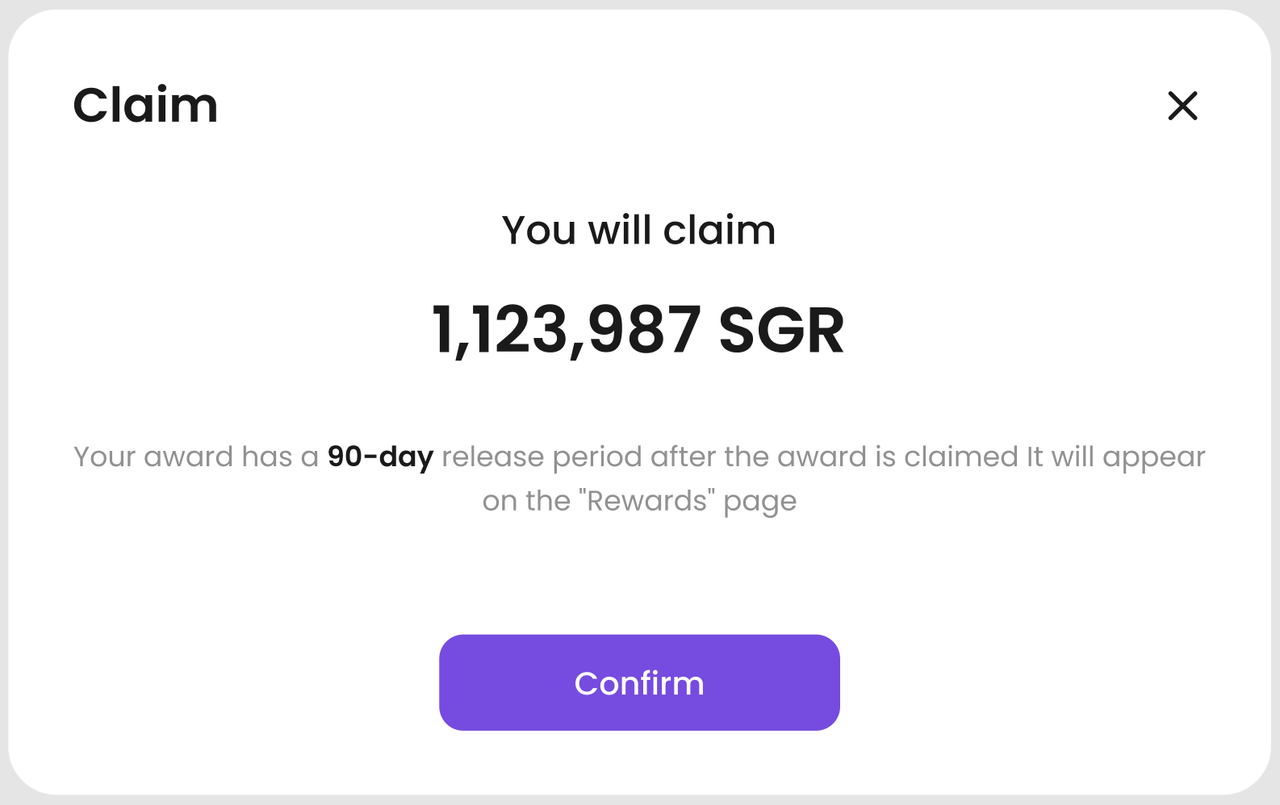 Claim
You will claim
1,123,987 SGR
Your award has a 90-day release period after the award is claimed It will appear
on the "Rewards" page
Confirm